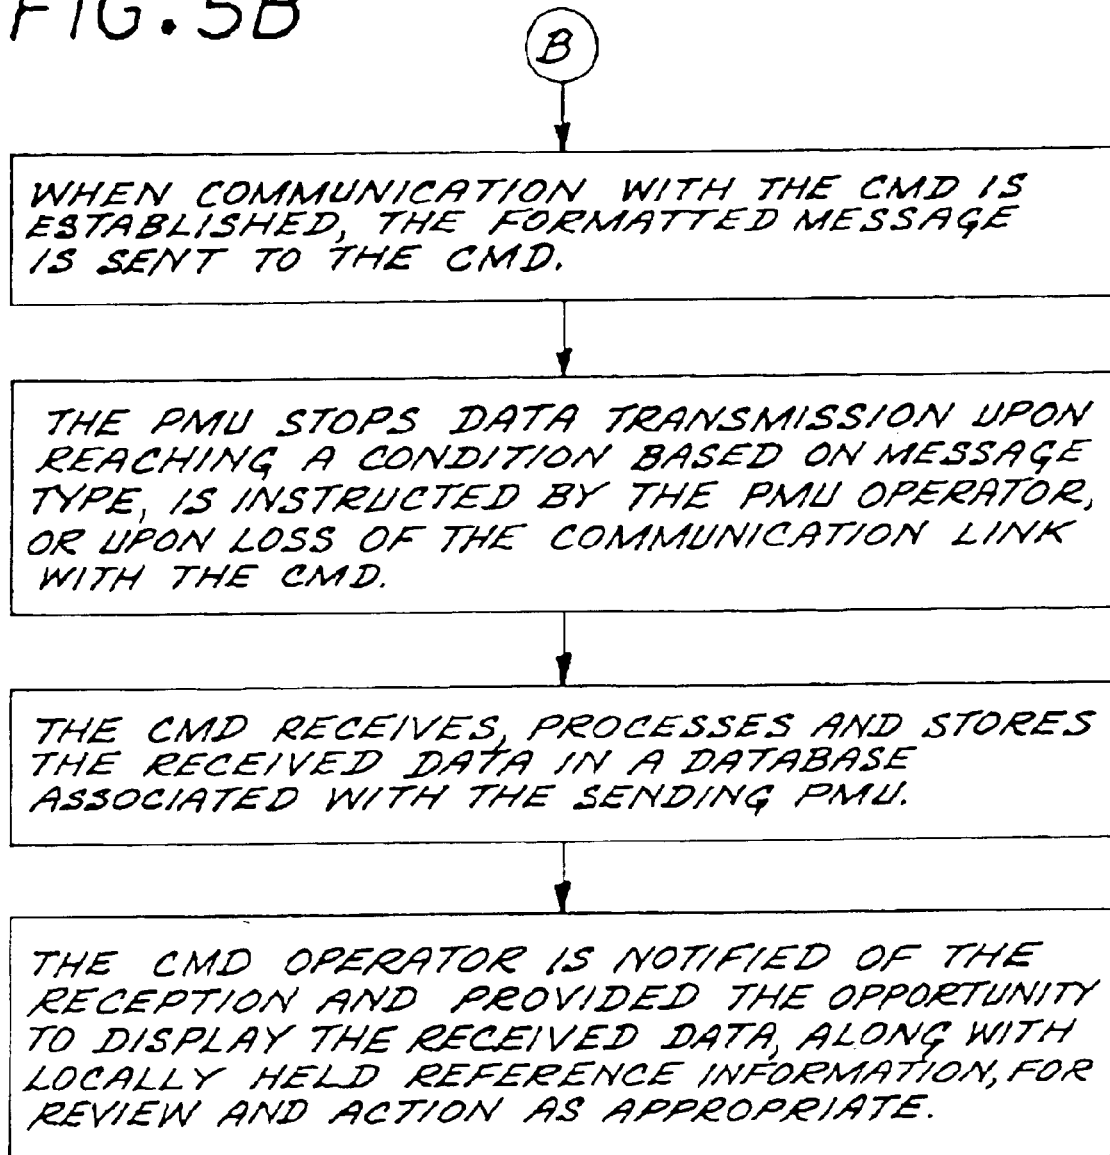 FIG. 5B
B
WHEN COMMUNICATION WITH THE CMD IS
ESTABLISHED, THE FORMATTED MESSAGE
IS SENT TO THE CMD.
THE PMU STOPS DATA TRANSMISSION UPON
REACHING A CONDITION BASED ON MESSAGE
TYPE, IS INSTRUCTED BY THE PMU OPERATOR,
OR UPON LOSS OF THE COMMUNICATION LINK
WITH THE CMD.
THE CMD RECEIVES, PROCESSES AND STORES
THE RECEIVED DATA IN A DATABASE
ASSOCIATED WITH THE SENDING PMU.
THE CMD OPERATOR IS NOTIFIED OF THE
RECEPTION AND PROVIDED THE OPPORTUNITY
TO DISPLAY THE RECEIVED DATA, ALONG WITH
LOCALLY HELD REFERENCE INFORMATION, FOR
REVIEW AND ACTION AS APPROPRIATE.